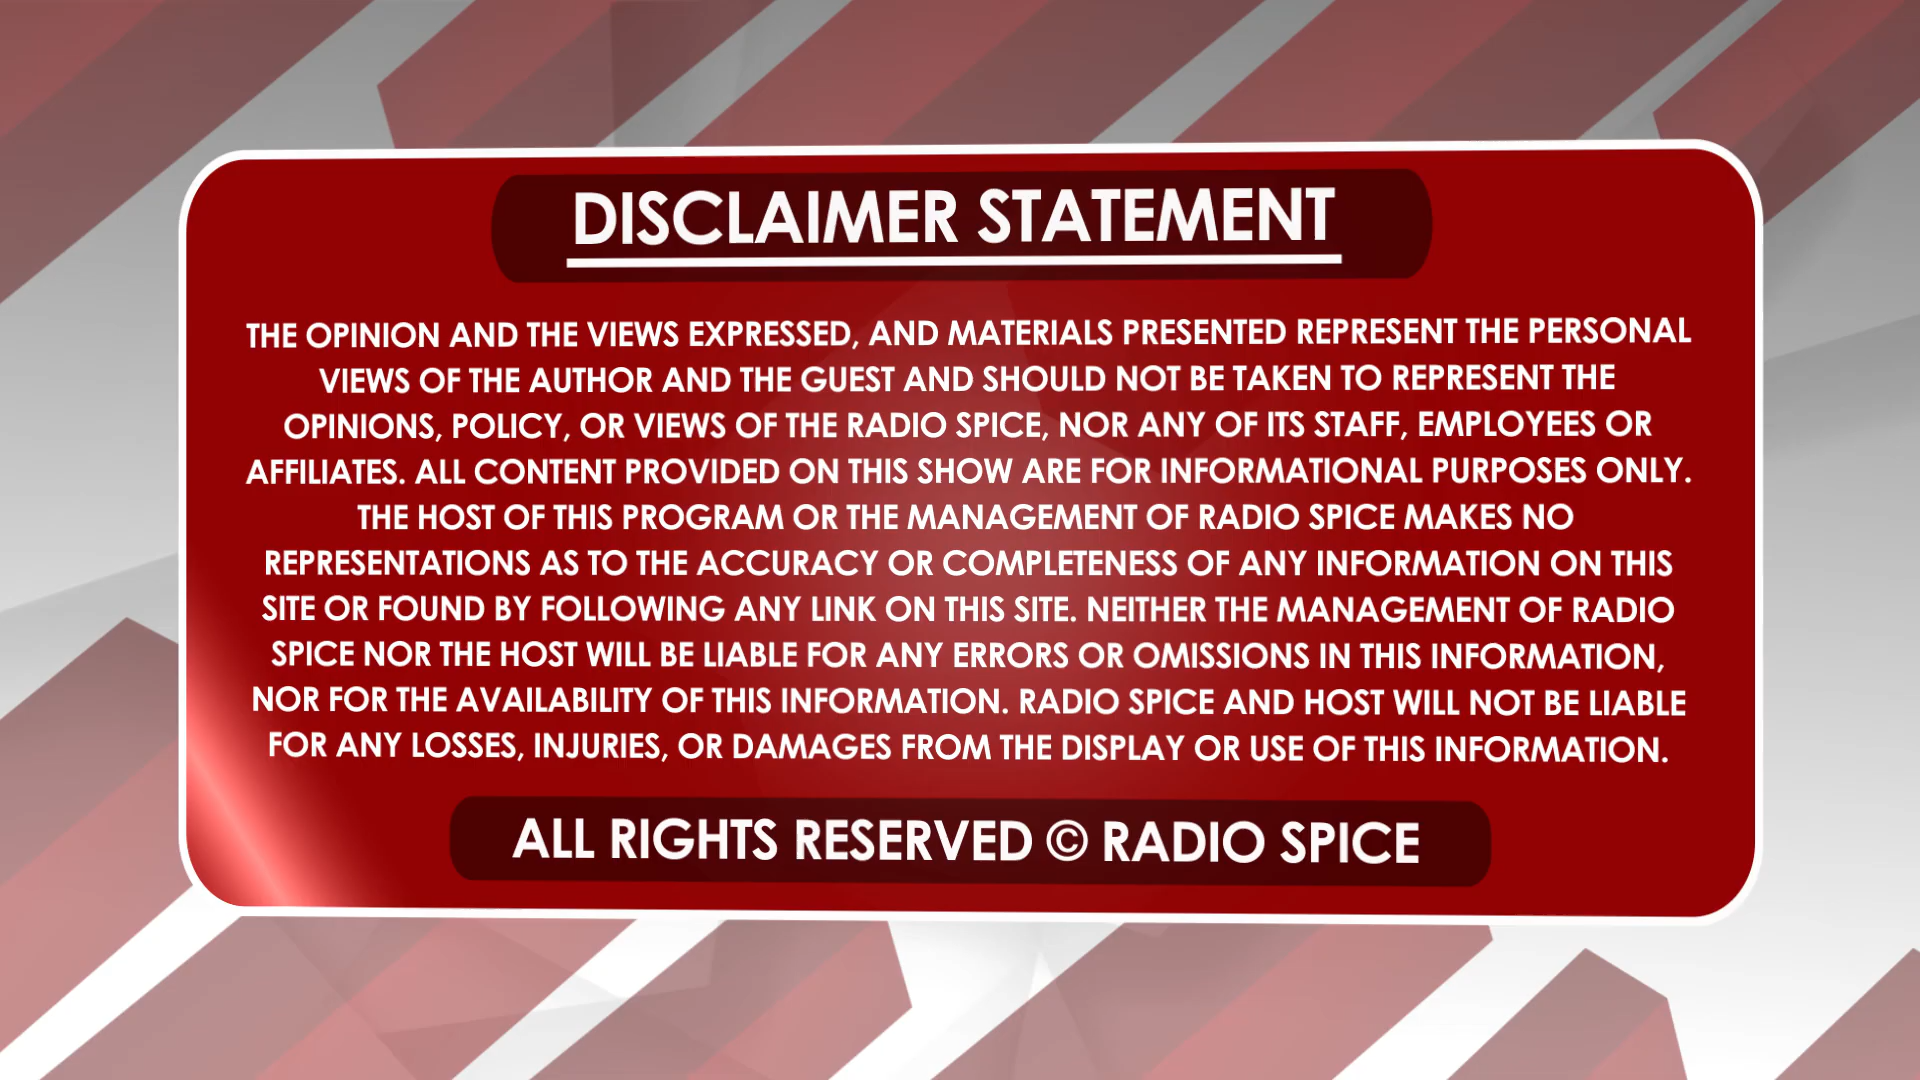 DISCLAIMER STATEMENT
THE OPINION AND THE VIEWS EXPRESSED, AND MATERIALS PRESENTED REPRESENT THE PERSONAL
VIEWS OF THE AUTHOR AND THE GUEST AND SHOULD NOT BE TAKEN TO REPRESENT THE
OPINIONS, POLICY, OR VIEWS OF THE RADIO SPICE, NOR ANY OF ITS STAFF, EMPLOYEES OR
AFFILIATES. ALL CONTENT PROVIDED ON THIS SHOW ARE FOR INFORMATIONAL PURPOSES ONLY.
THE HOST OF THIS PROGRAM OR THE MANAGEMENT OF RADIO SPICE MAKES NO
REPRESENTATIONS AS TO THE ACCURACY OR COMPLETENESS OF ANY INFORMATION ON THIS
SITE OR FOUND BY FOLLOWING ANY LINK ON THIS SITE. NEITHER THE MANAGEMENT OF RADIO
SPICE NOR THE HOST WILL BE LIABLE FOR ANY ERRORS OR OMISSIONS IN THIS INFORMATION,
NOR FOR THE AVAILABILITY OF THIS INFORMATION. RADIO SPICE AND HOST WILL NOT BE LIABLE
FOR ANY LOSSES, INJURIES, OR DAMAGES FROM THE DISPLAY OR USE OF THIS INFORMATION.
ALL RIGHTS RESERVED © RADIO SPICE